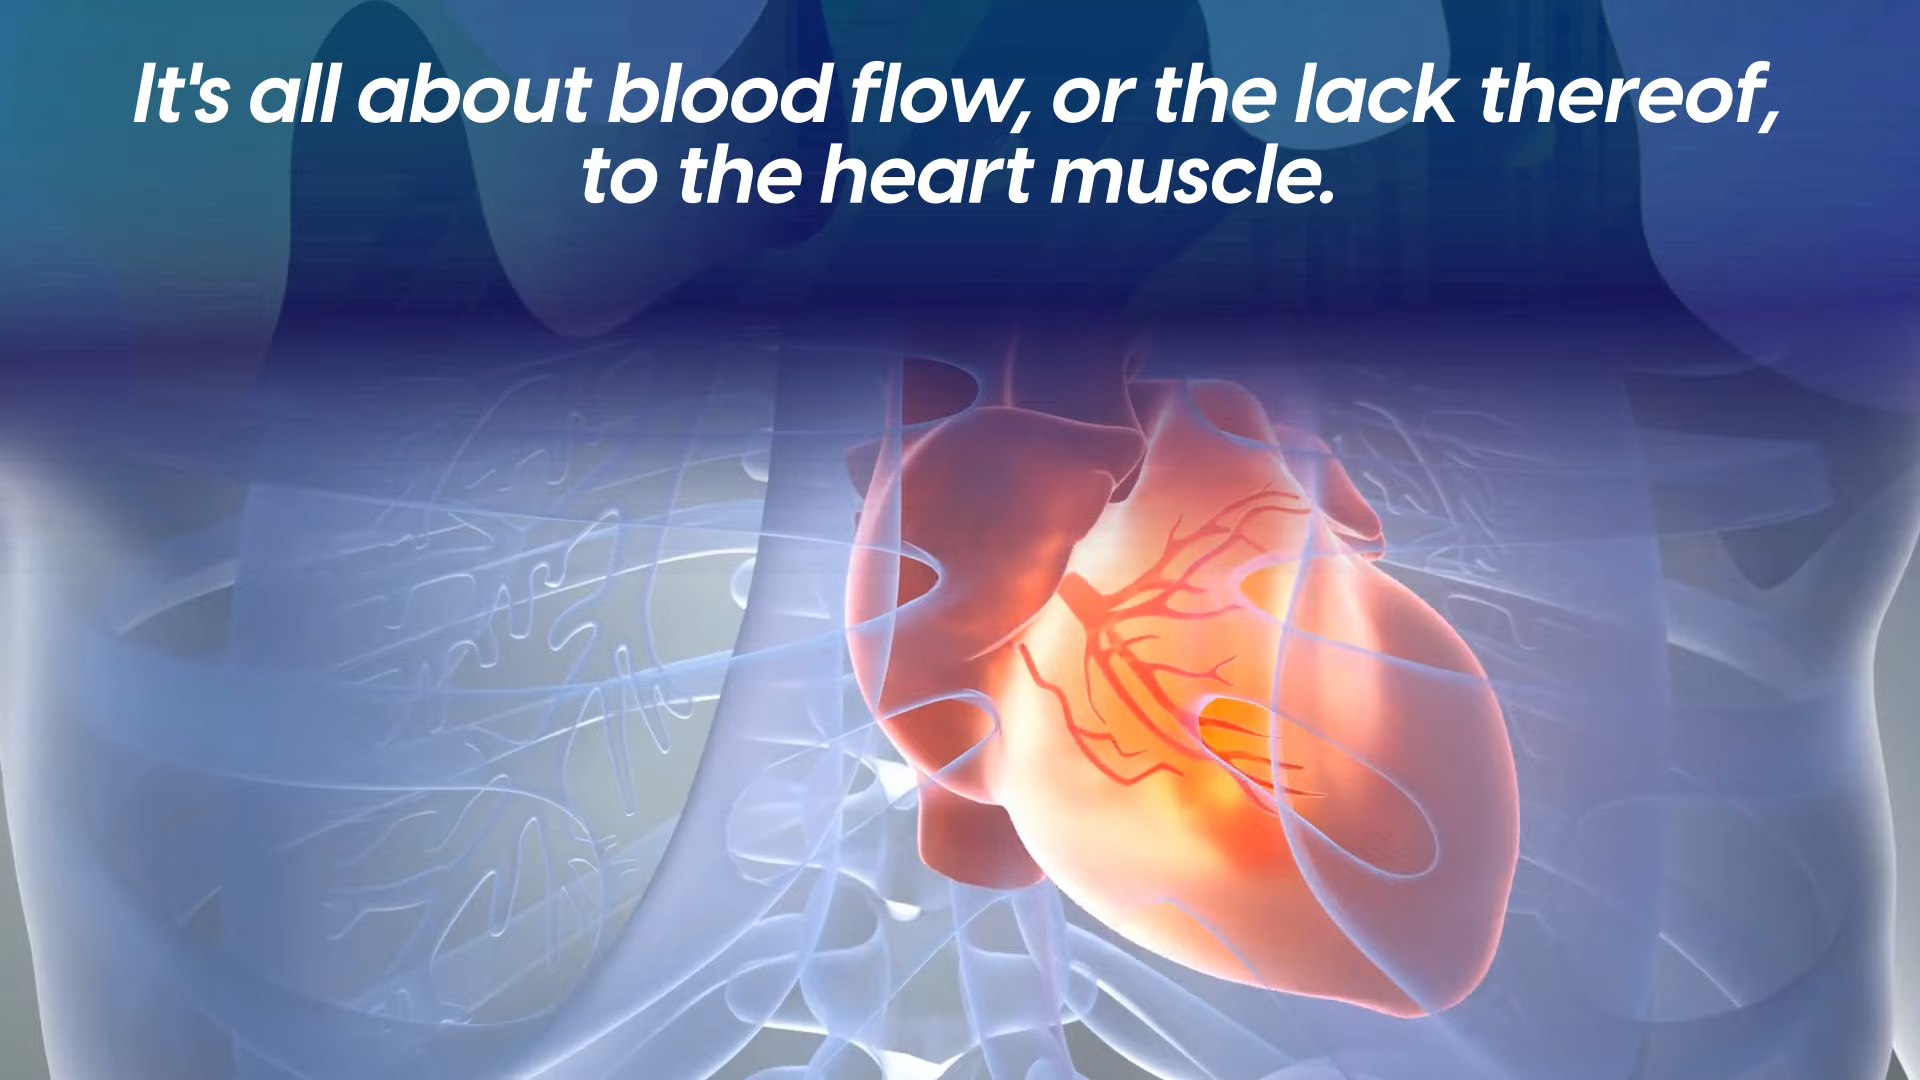 It's all about blood flow, or the lack thereof,
to the heart muscle.